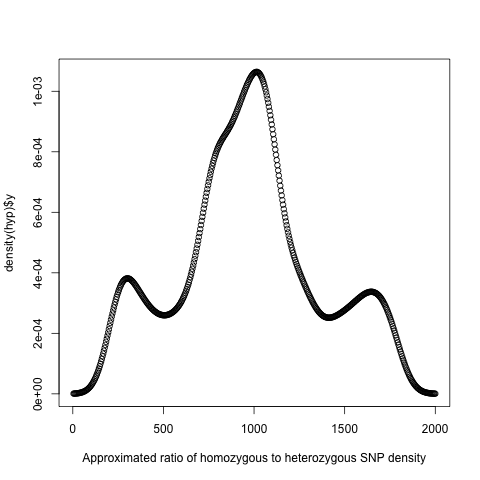 density(hyp)$y
1e-03
8e-04
6e-04
4e-04
2e-04
0e+00
0 500 1000 1500 2000
Approximated ratio of homozygous to heterozygous SNP density